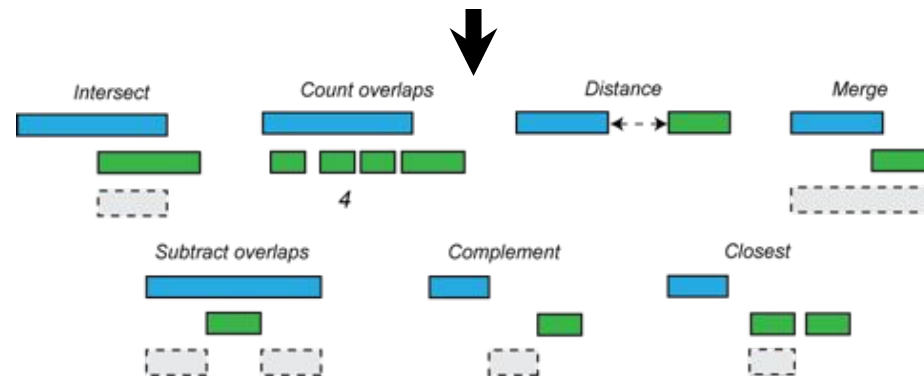 Intersect
Count overlaps
Distance
Merge
4
Subtract overlaps
Complement
Closest